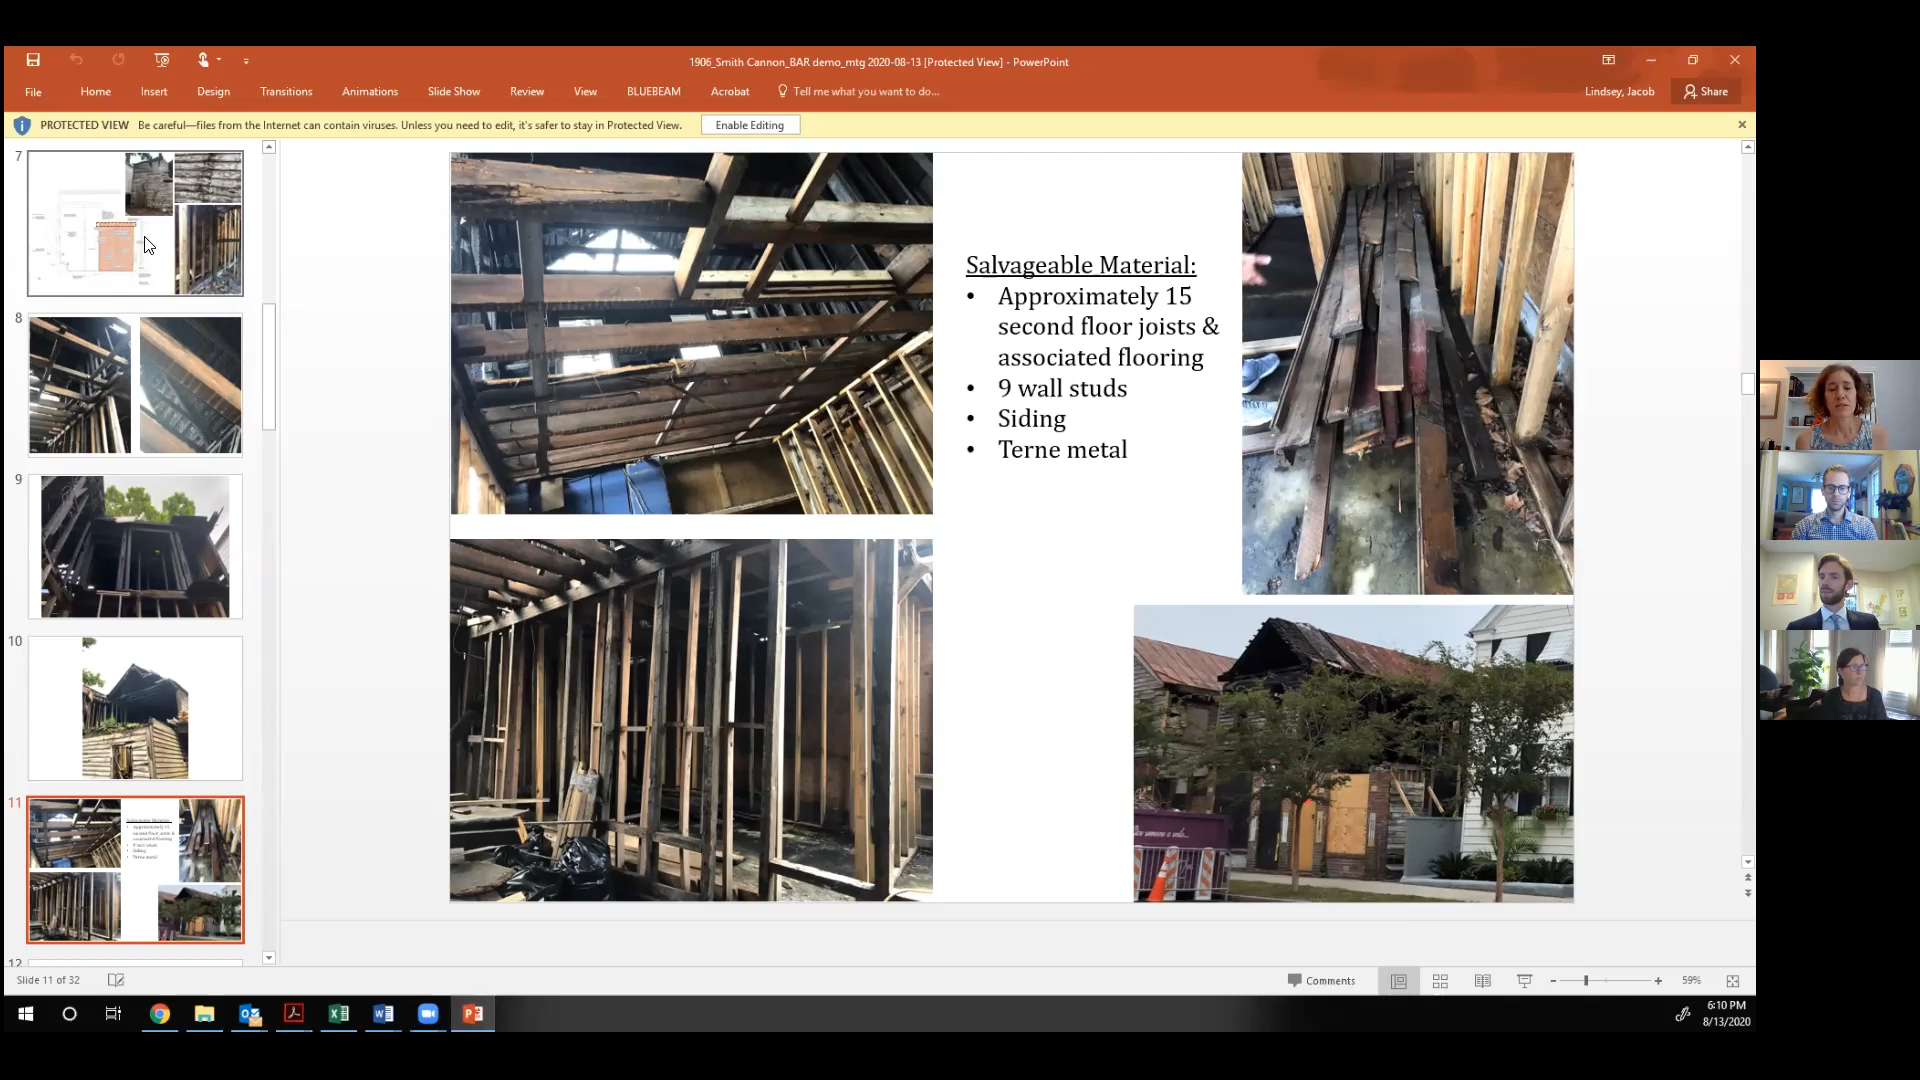 1906_Smith Cannon_BAR demo_mtg 2020-08-13 [Protected View] - PowerPoint
File Home Insert Design Transitions Animations Slide Show Review View BLUEBEAM Acrobat Tell me what you want to do... Lindsey, Jacob Share
PROTECTED VIEW Be careful—files from the Internet can contain viruses. Unless you need to edit, it's safer to stay in Protected View. Enable Editing
7
8
9
10
11
12
Salvageable Material:
• Approximately 15
second floor joists &
associated flooring
• 9 wall studs
• Siding
• Terne metal
Slide 11 of 32
Comments
59%
6:10 PM
8/13/2020